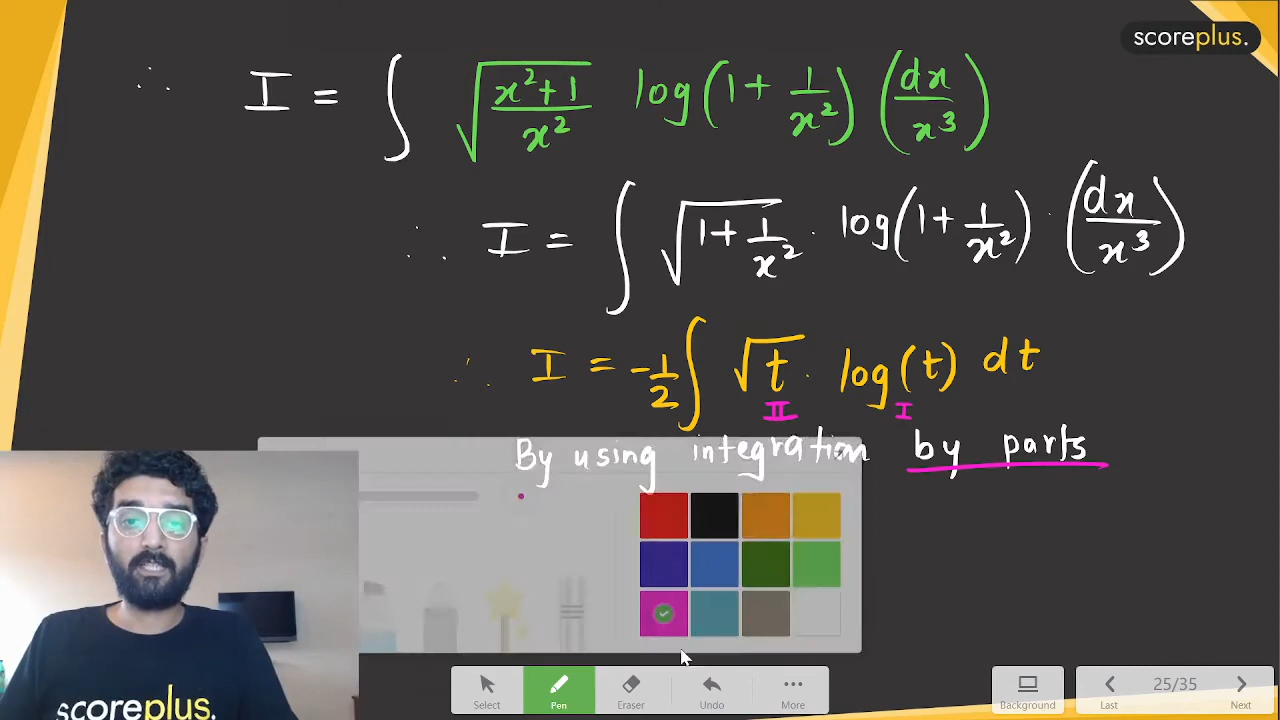 scoreplus.
∴ I = ∫ √((x²+1)/x²) log(1 + 1/x²) (dx/x³)
∴ I = ∫ √(1 + 1/x²) · log(1 + 1/x²) · (dx/x³)
∴ I = -1/2 ∫ √t · log(t) dt
II I
By using integration by parts
scoreplus.
Select Pen Eraser Undo More
Background Last 25/35 Next